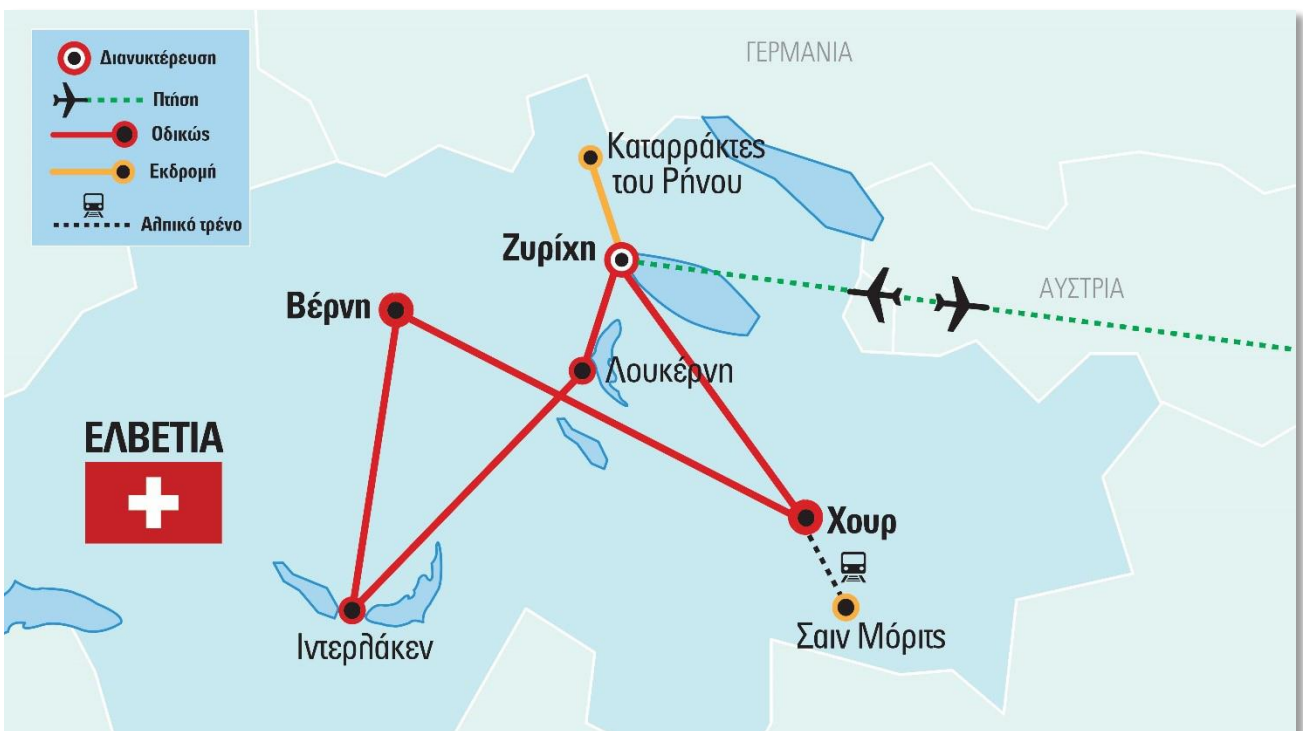 Διανυκτέρευση
Πτήση
Οδικώς
Εκδρομή
Αλπικό τρένο
ΓΕΡΜΑΝΙΑ
Καταρράκτες
του Ρήνου
Ζυρίχη
ΑΥΣΤΡΙΑ
Βέρνη
Λουκέρνη
ΕΛΒΕΤΙΑ
Χουρ
Ιντερλάκεν
Σαιν Μόριτς